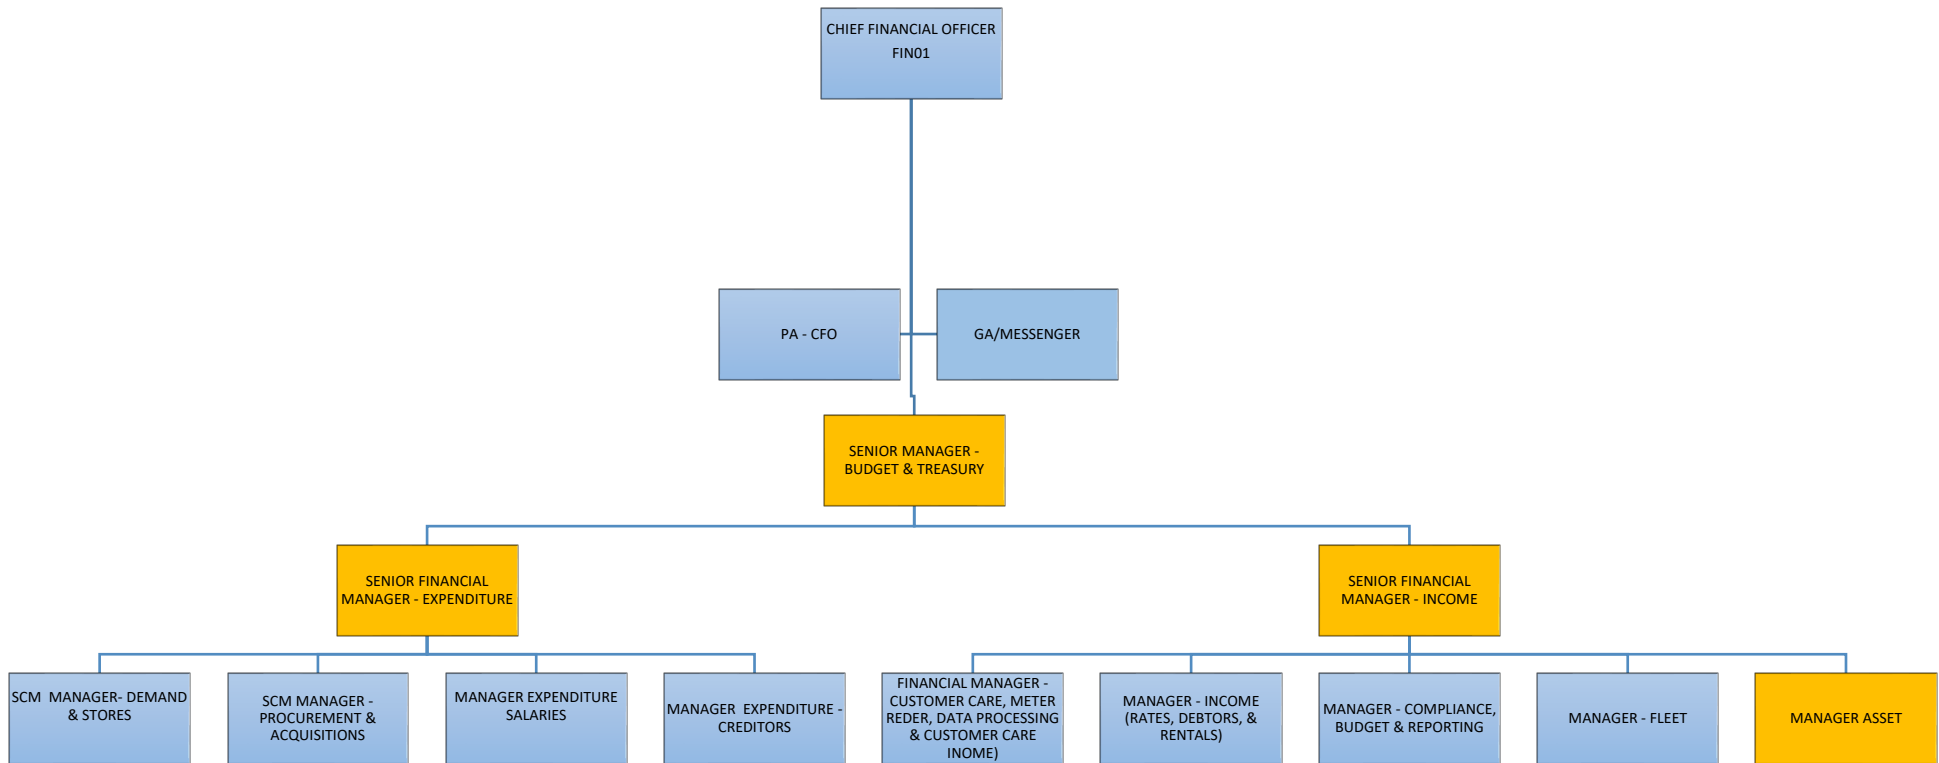 CHIEF FINANCIAL OFFICER
FIN01
PA - CFO
GA/MESSENGER
SENIOR MANAGER -
BUDGET & TREASURY
SENIOR FINANCIAL
MANAGER - EXPENDITURE
SENIOR FINANCIAL
MANAGER - INCOME
SCM  MANAGER- DEMAND
& STORES
SCM MANAGER -
PROCUREMENT &
ACQUISITIONS
MANAGER EXPENDITURE
SALARIES
MANAGER  EXPENDITURE -
CREDITORS
FINANCIAL MANAGER -
CUSTOMER CARE, METER
REDER, DATA PROCESSING
& CUSTOMER CARE
INOME)
MANAGER - INCOME
(RATES, DEBTORS, &
RENTALS)
MANAGER - COMPLIANCE,
BUDGET & REPORTING
MANAGER - FLEET
MANAGER ASSET